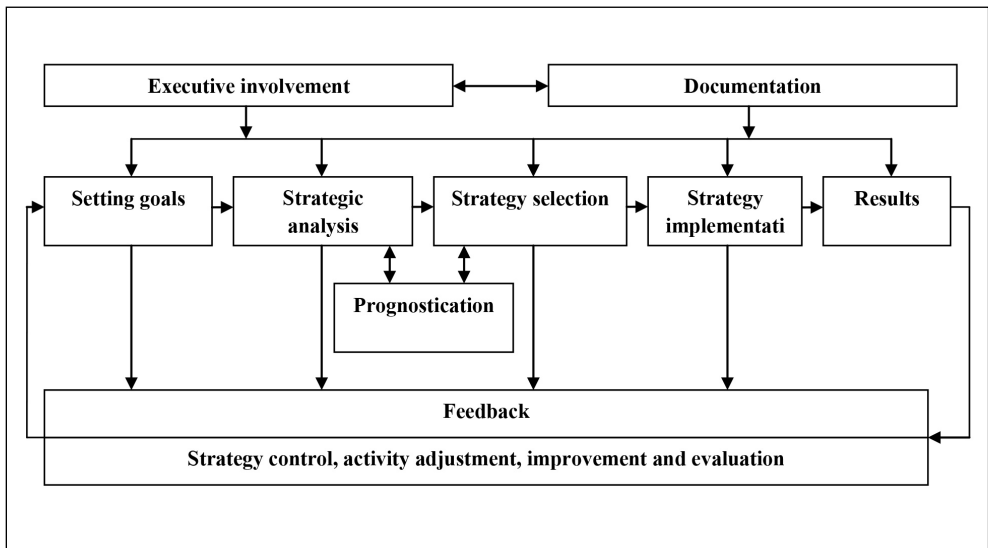 Executive involvement
Documentation
Setting goals
Strategic
analysis
Strategy selection
Strategy
implementati
Results
Prognostication
Feedback
Strategy control, activity adjustment, improvement and evaluation